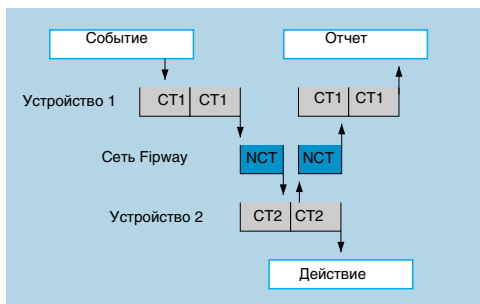 Событие Отчет
Устройство 1 CT1 CT1 CT1 CT1
Сеть Fipway NCT NCT
Устройство 2 CT2 CT2
Действие